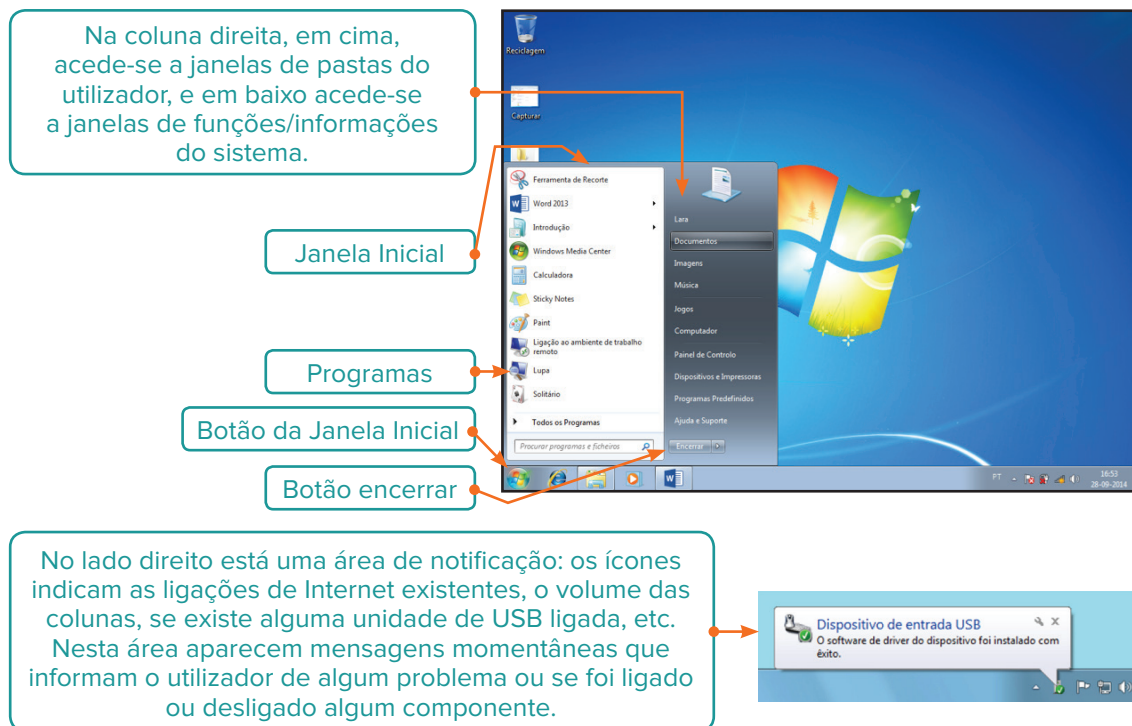 Na coluna direita, em cima,
acede-se a janelas de pastas do
utilizador, e em baixo acede-se
a janelas de funções/informações
do sistema.
Janela Inicial
Programas
Botão da Janela Inicial
Botão encerrar
Reciclagem
Capturar
Ferramenta de Recorte
Word 2013
Introdução
Windows Media Center
Calculadora
Sticky Notes
Paint
Ligação ao ambiente de trabalho
remoto
Lupa
Solitário
Todos os Programas
Procurar programas e ficheiros
Lara
Documentos
Imagens
Música
Jogos
Computador
Painel de Controlo
Dispositivos e Impressoras
Programas Predefinidos
Ajuda e Suporte
Encerrar
PT
16:53
28-09-2014
No lado direito está uma área de notificação: os ícones
indicam as ligações de Internet existentes, o volume das
colunas, se existe alguma unidade de USB ligada, etc.
Nesta área aparecem mensagens momentâneas que
informam o utilizador de algum problema ou se foi ligado
ou desligado algum componente.
Dispositivo de entrada USB
O software de driver do dispositivo foi instalado com
êxito.